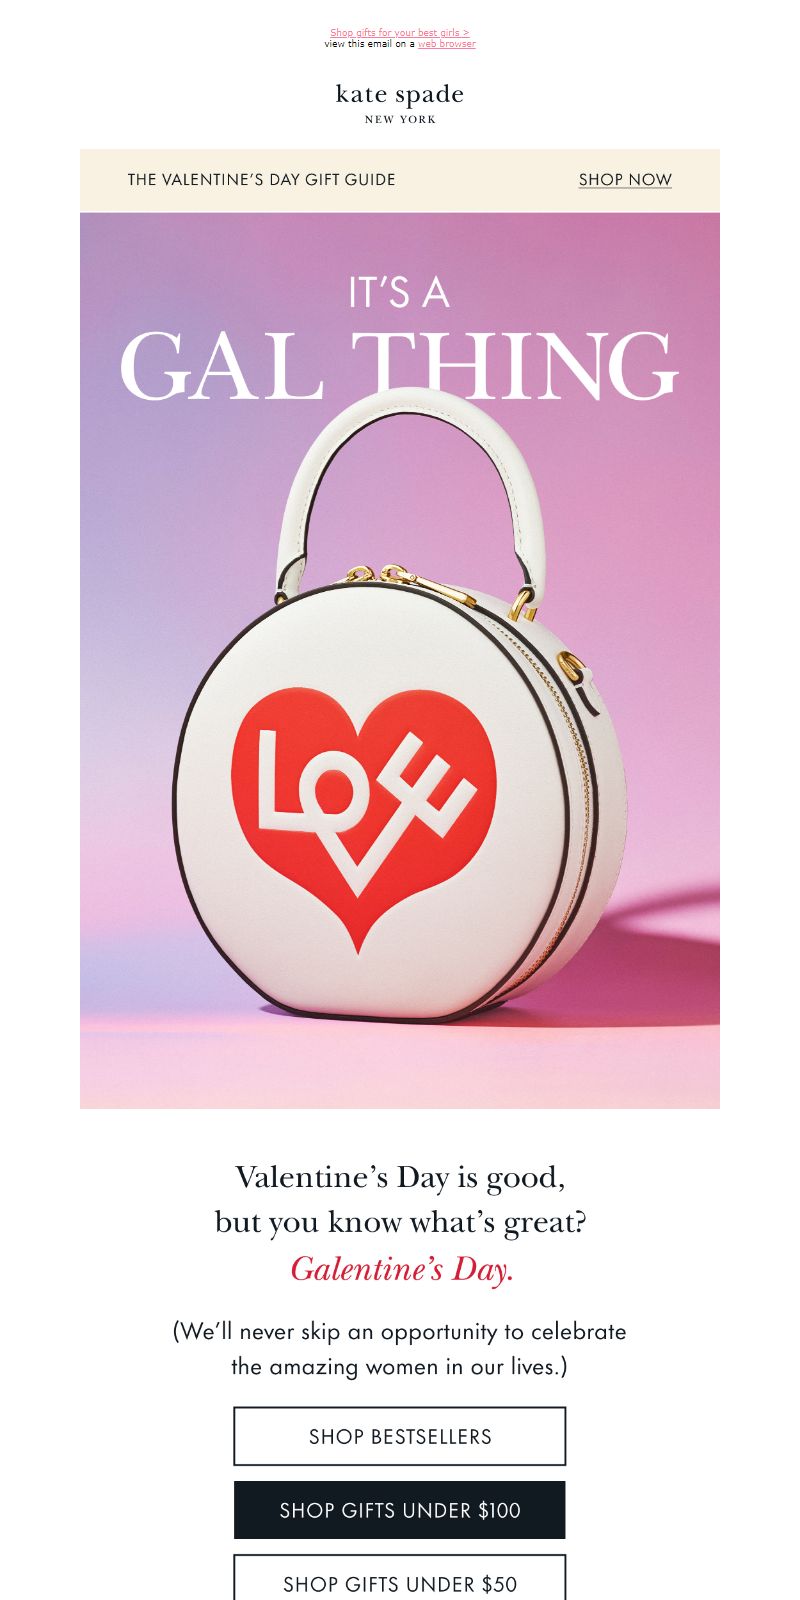 Shop gifts for your best girls >
view this email on a web browser
kate spade
NEW YORK
THE VALENTINE’S DAY GIFT GUIDE
SHOP NOW
IT’S A
GAL THING
LOVE
Valentine’s Day is good,
but you know what’s great?
Galentine’s Day.
(We’ll never skip an opportunity to celebrate
the amazing women in our lives.)
SHOP BESTSELLERS
SHOP GIFTS UNDER $100
SHOP GIFTS UNDER $50